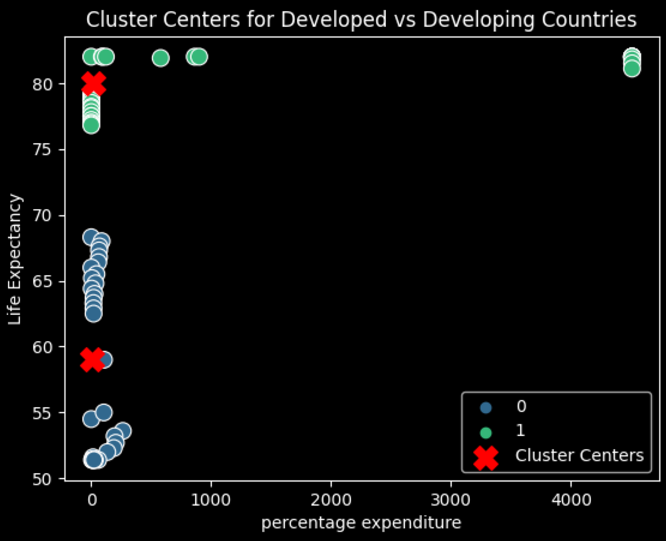 Cluster Centers for Developed vs Developing Countries
Life Expectancy
80
75
70
65
60
55
50
0
1
Cluster Centers
0 1000 2000 3000 4000
percentage expenditure